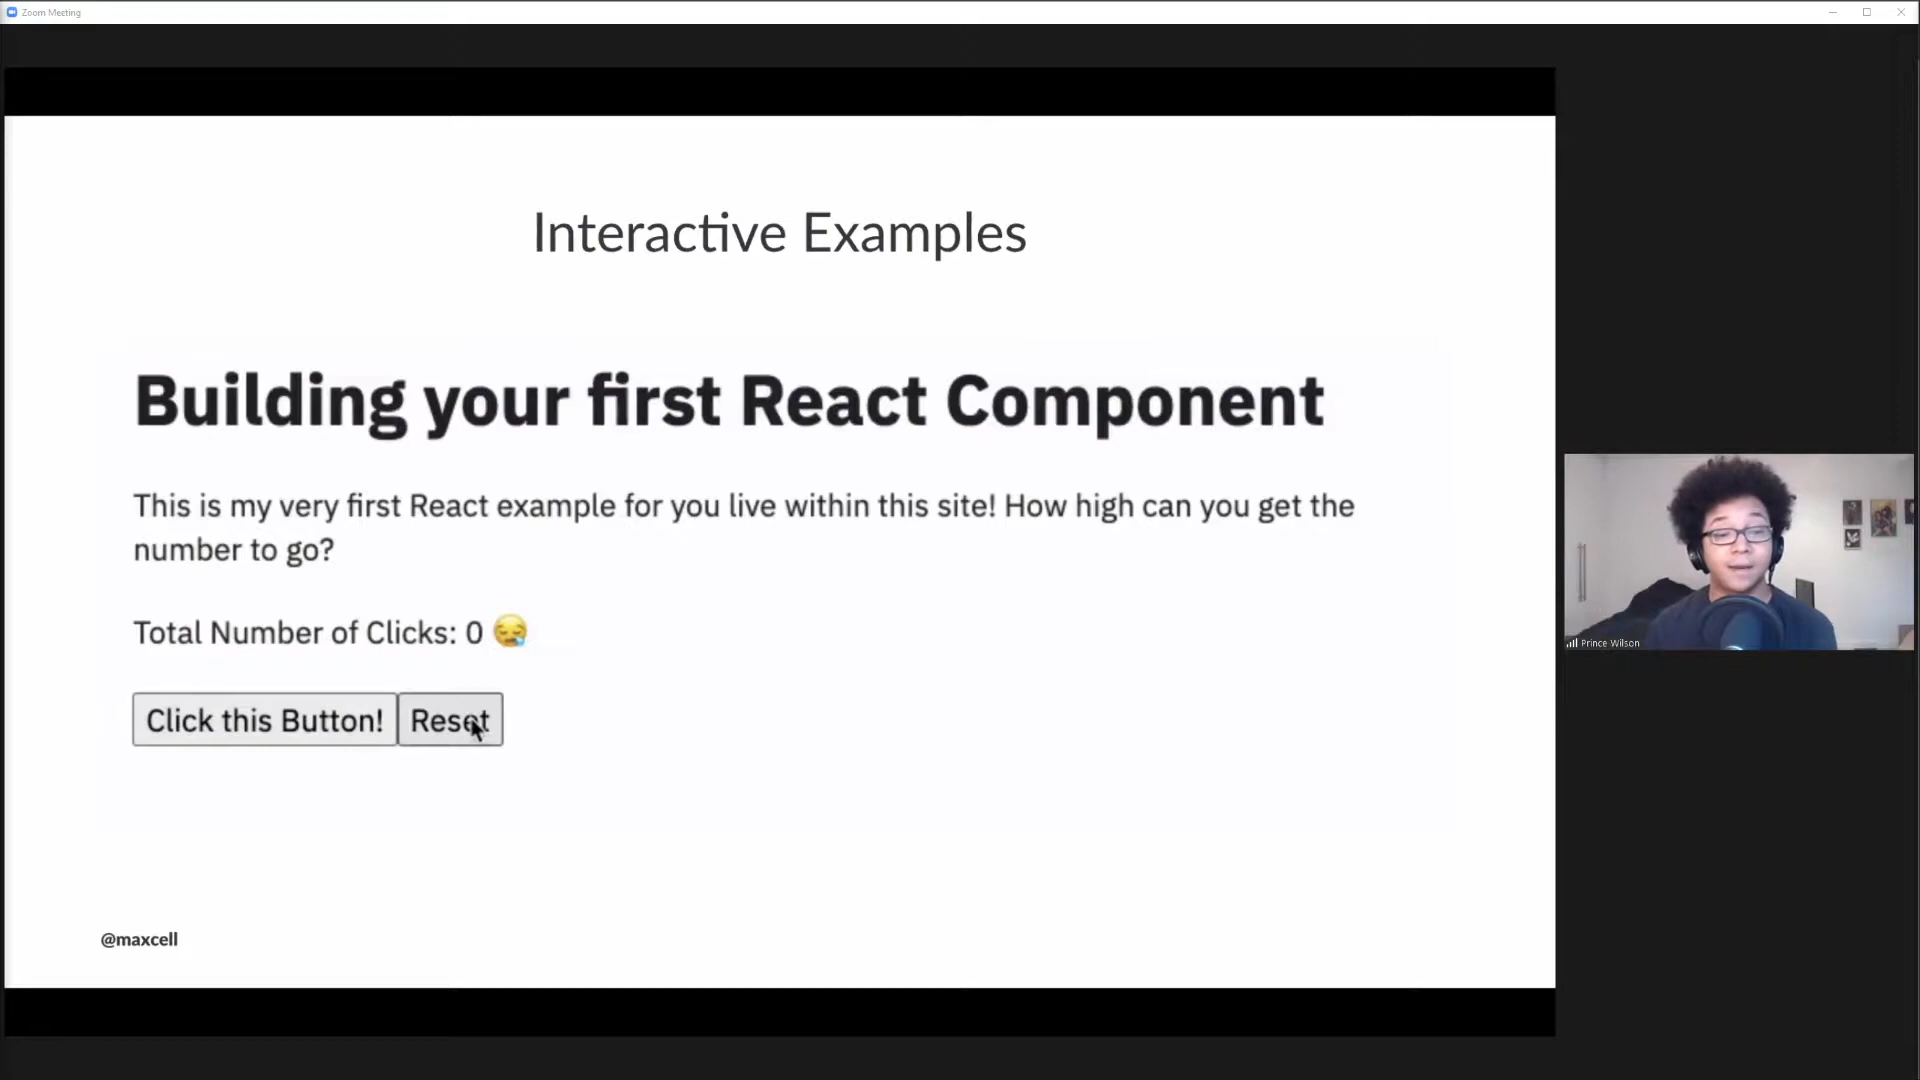 Zoom Meeting
Interactive Examples
Building your first React Component
This is my very first React example for you live within this site! How high can you get the
number to go?
Total Number of Clicks: 0 😪
Click this Button! Reset
Prince Wilson
@maxcell